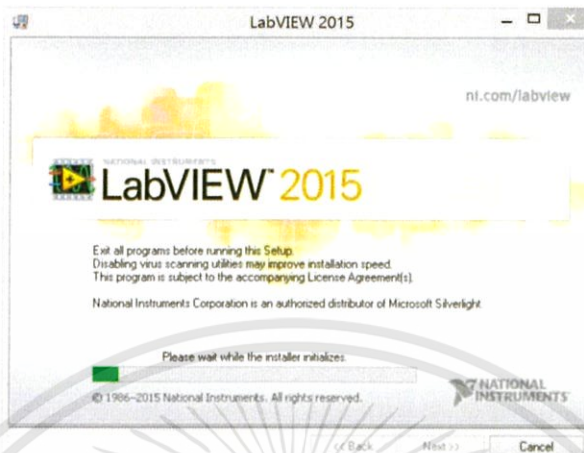 LabVIEW 2015
ni.com/labview
NATIONAL INSTRUMENTS
LabVIEW™ 2015
Exit all programs before running this Setup.
Disabling virus scanning utilities may improve installation speed.
This program is subject to the accompanying License Agreement(s).
National Instruments Corporation is an authorized distributor of Microsoft Silverlight.
Please wait while the installer initializes.
© 1986–2015 National Instruments. All rights reserved.
NATIONAL INSTRUMENTS
<< Back
Next >>
Cancel